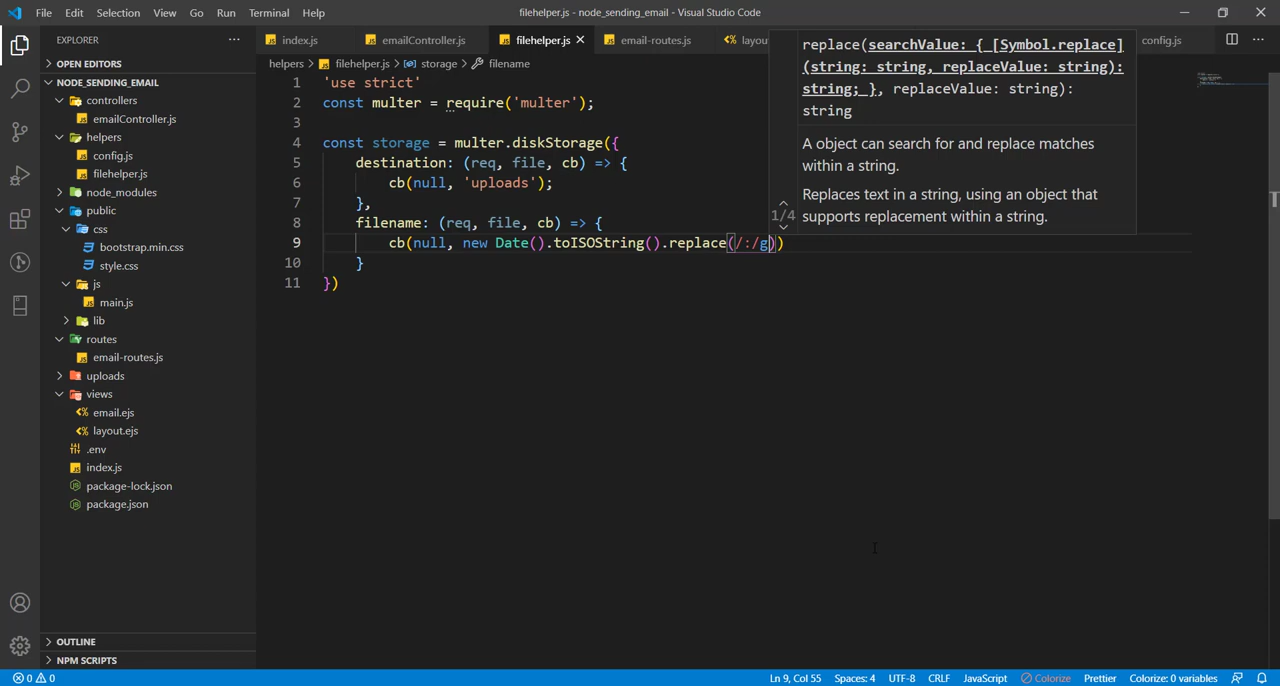 File Edit Selection View Go Run Terminal Help
filehelper.js - node_sending_email - Visual Studio Code
EXPLORER
OPEN EDITORS
NODE_SENDING_EMAIL
controllers
emailController.js
helpers
config.js
filehelper.js
node_modules
public
css
bootstrap.min.css
style.css
js
main.js
lib
routes
email-routes.js
uploads
views
email.ejs
layout.ejs
.env
index.js
package-lock.json
package.json
OUTLINE
NPM SCRIPTS
index.js emailController.js filehelper.js email-routes.js layou config.js
helpers > filehelper.js > storage > filename
1 'use strict'
2 const multer = require('multer');
3
4 const storage = multer.diskStorage({
5 destination: (req, file, cb) => {
6 cb(null, 'uploads');
7 },
8 filename: (req, file, cb) => {
9 cb(null, new Date().toISOString().replace(/:/g))
10 }
11 })
replace(searchValue: { [Symbol.replace]
(string: string, replaceValue: string):
string; }, replaceValue: string):
string
A object can search for and replace matches
within a string.
Replaces text in a string, using an object that
1/4 supports replacement within a string.
0 0 Ln 9, Col 55 Spaces: 4 UTF-8 CRLF JavaScript Colorize Prettier Colorize: 0 variables